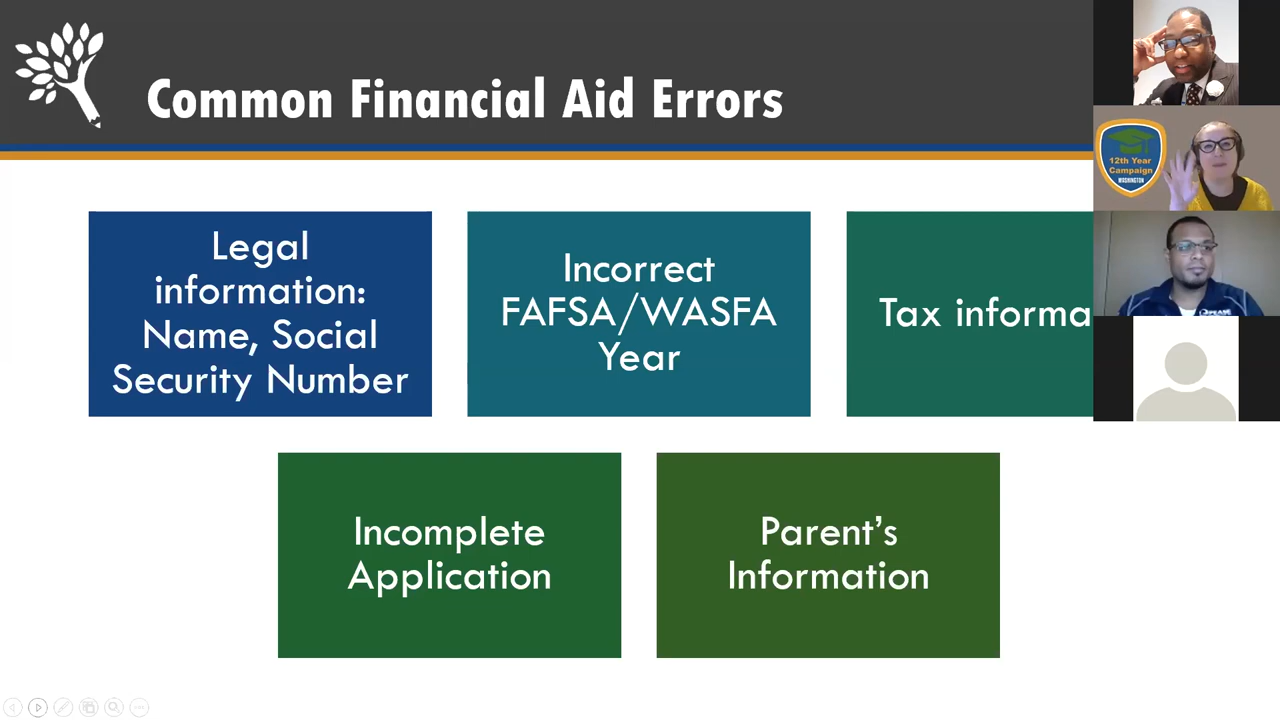 Common Financial Aid Errors
12th Year
Campaign
WASHINGTON
Legal
information:
Name, Social
Security Number
Incorrect
FAFSA/WASFA
Year
Tax informa
Incomplete
Application
Parent’s
Information